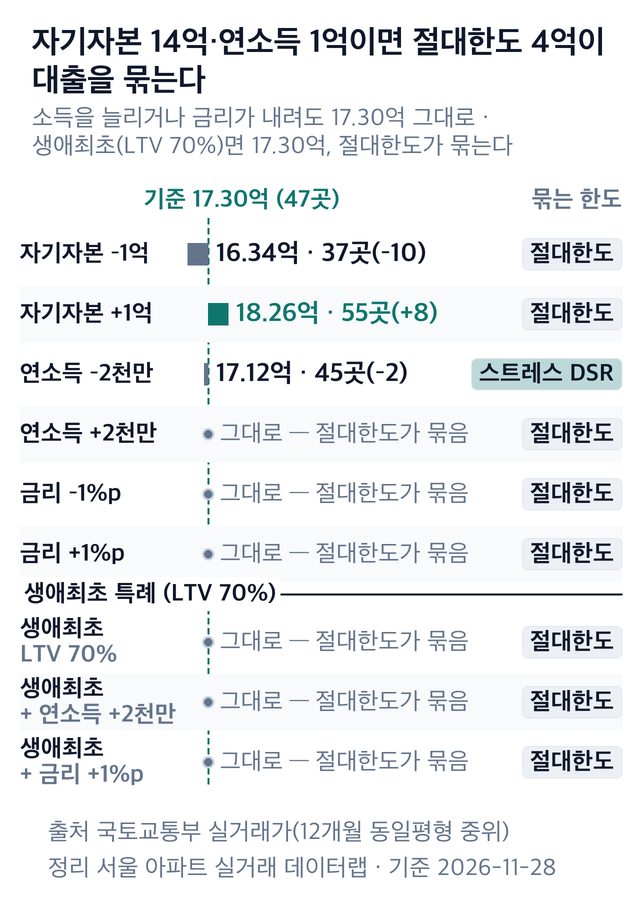 자기자본 14억·연소득 1억이면 절대한도 4억이
대출을 묶는다
소득을 늘리거나 금리가 내려도 17.30억 그대로 ·
생애최초(LTV 70%)면 17.30억, 절대한도가 묶는다
기준 17.30억 (47곳) 묶는 한도
자기자본 -1억 16.34억 · 37곳(-10) 절대한도
자기자본 +1억 18.26억 · 55곳(+8) 절대한도
연소득 -2천만 17.12억 · 45곳(-2) 스트레스 DSR
연소득 +2천만 그대로 — 절대한도가 묶음 절대한도
금리 -1%p 그대로 — 절대한도가 묶음 절대한도
금리 +1%p 그대로 — 절대한도가 묶음 절대한도
생애최초 특례 (LTV 70%)
생애최초
LTV 70% 그대로 — 절대한도가 묶음 절대한도
생애최초
+ 연소득 +2천만 그대로 — 절대한도가 묶음 절대한도
생애최초
+ 금리 +1%p 그대로 — 절대한도가 묶음 절대한도
출처 국토교통부 실거래가(12개월 동일평형 중위)
정리 서울 아파트 실거래 데이터랩 · 기준 2026-11-28